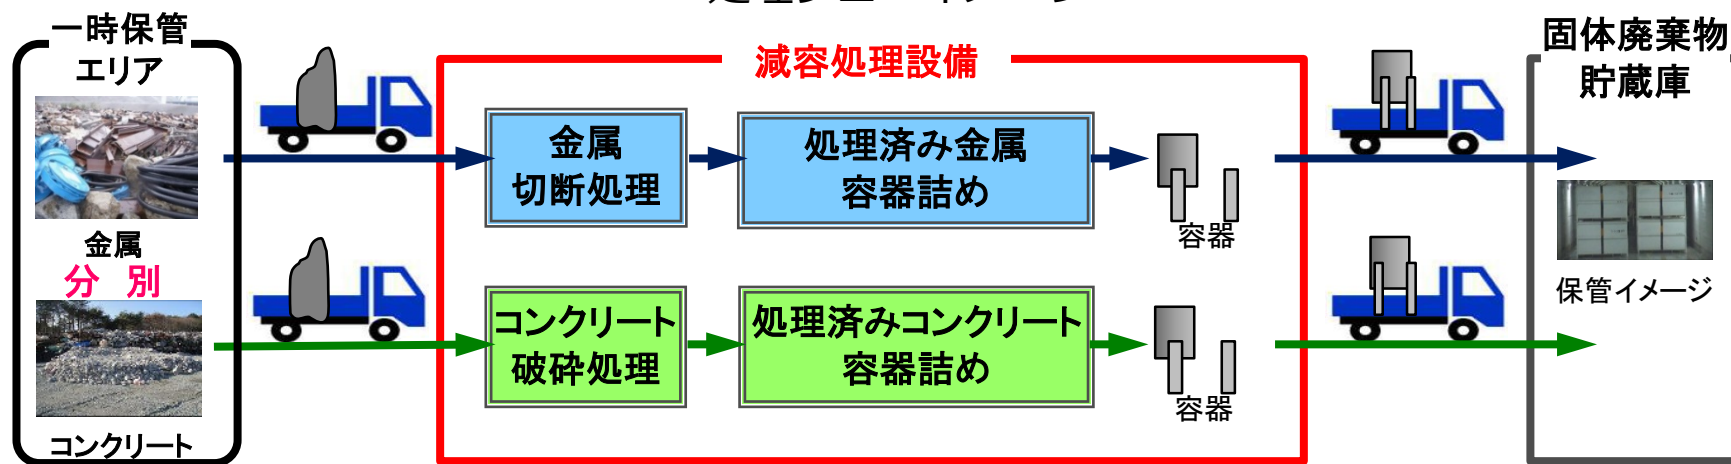 一時保管
エリア
金属
分 別
コンクリート
減容処理設備
金属
切断処理
処理済み金属
容器詰め
容器
コンクリート
破砕処理
処理済みコンクリート
容器詰め
容器
固体廃棄物
貯蔵庫
保管イメージ